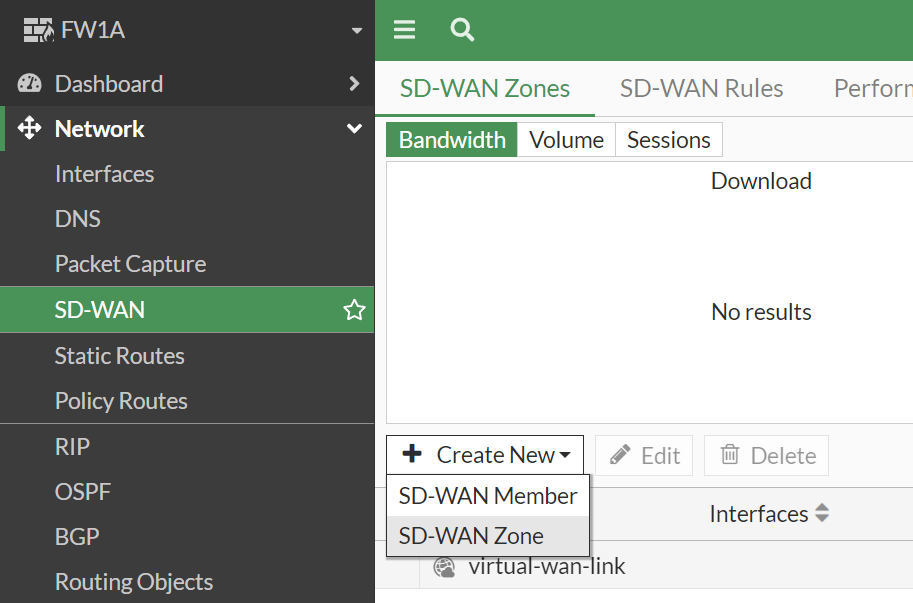 FW1A
Dashboard
Network
Interfaces
DNS
Packet Capture
SD-WAN
Static Routes
Policy Routes
RIP
OSPF
BGP
Routing Objects
SD-WAN Zones SD-WAN Rules Perforr
Bandwidth Volume Sessions
Download
No results
Create New Edit Delete
SD-WAN Member
SD-WAN Zone
Interfaces
virtual-wan-link